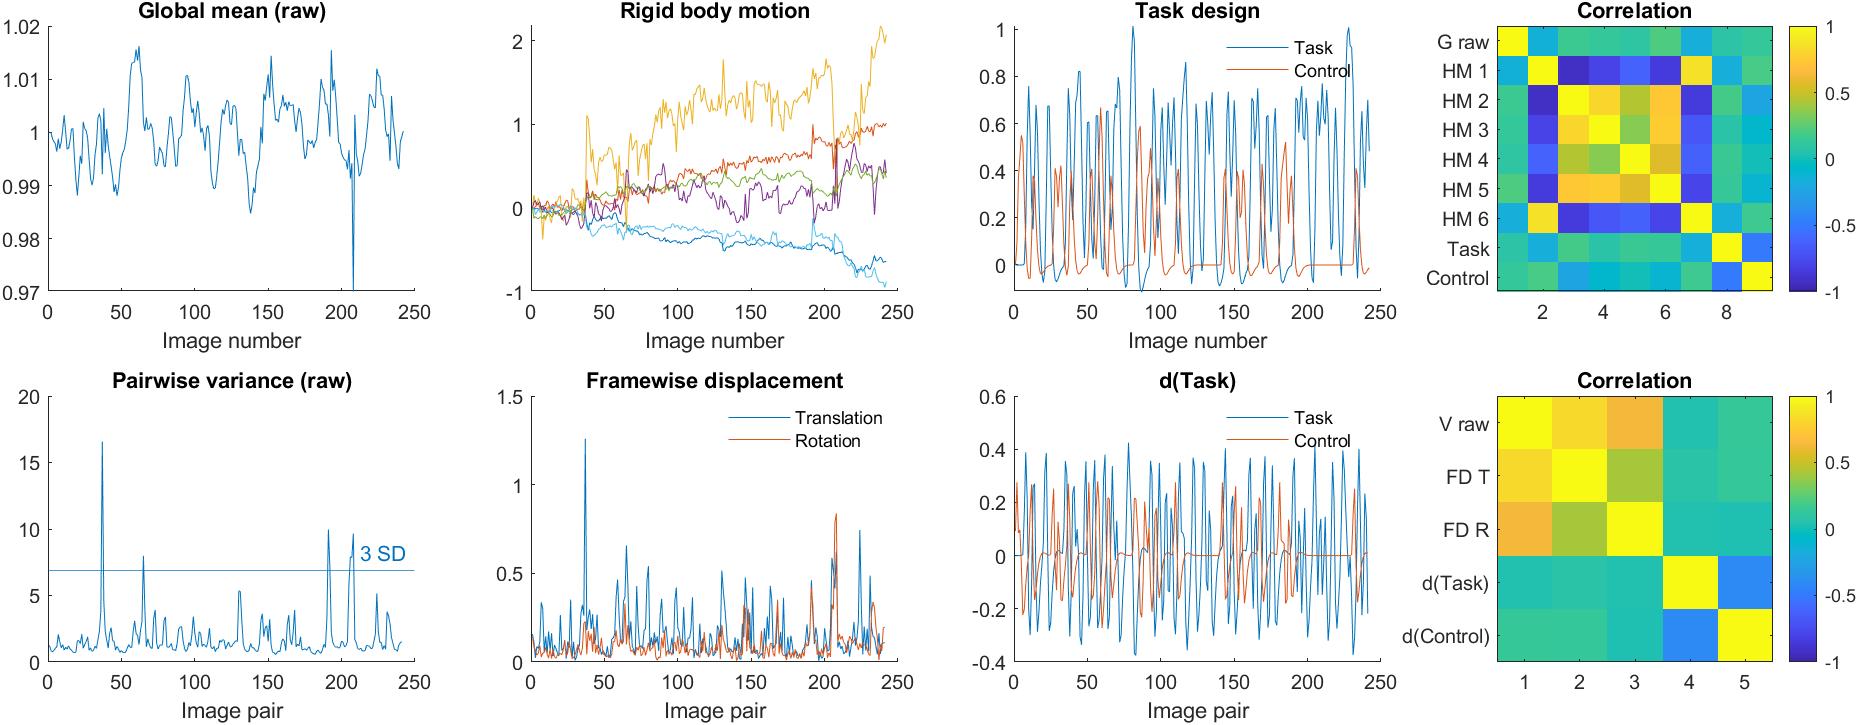 Global mean (raw)
1.02
1.01
1
0.99
0.98
0.97
0 50 100 150 200 250
Image number
Rigid body motion
2
1
0
-1
0 50 100 150 200 250
Image number
Task design
1
0.8
0.6
0.4
0.2
0
Task
Control
0 50 100 150 200 250
Image number
Correlation
G raw
HM 1
HM 2
HM 3
HM 4
HM 5
HM 6
Task
Control
2 4 6 8
1
0.5
0
-0.5
-1
Pairwise variance (raw)
20
15
10
5
0
3 SD
0 50 100 150 200 250
Image pair
Framewise displacement
1.5
1
0.5
0
Translation
Rotation
0 50 100 150 200 250
Image pair
d(Task)
0.6
0.4
0.2
0
-0.2
-0.4
Task
Control
0 50 100 150 200 250
Image pair
Correlation
V raw
FD T
FD R
d(Task)
d(Control)
1 2 3 4 5
1
0.5
0
-0.5
-1